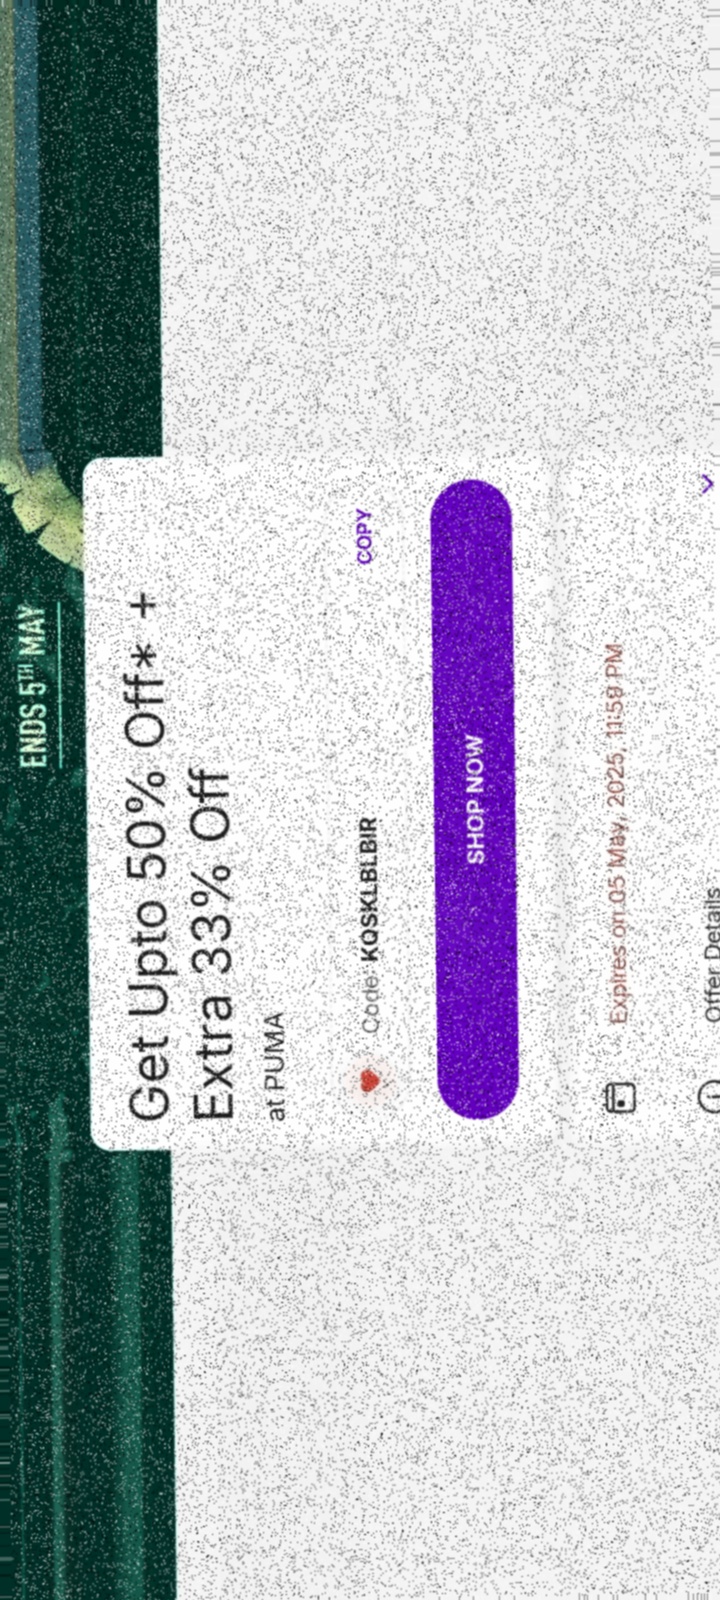 ENDS 5TH MAY
Get Upto 50% Off* +
Extra 33% Off
at PUMA
Code: KQSKLBLBIR COPY
SHOP NOW
Expires on 05 May, 2025, 11:59 PM
Offer Details